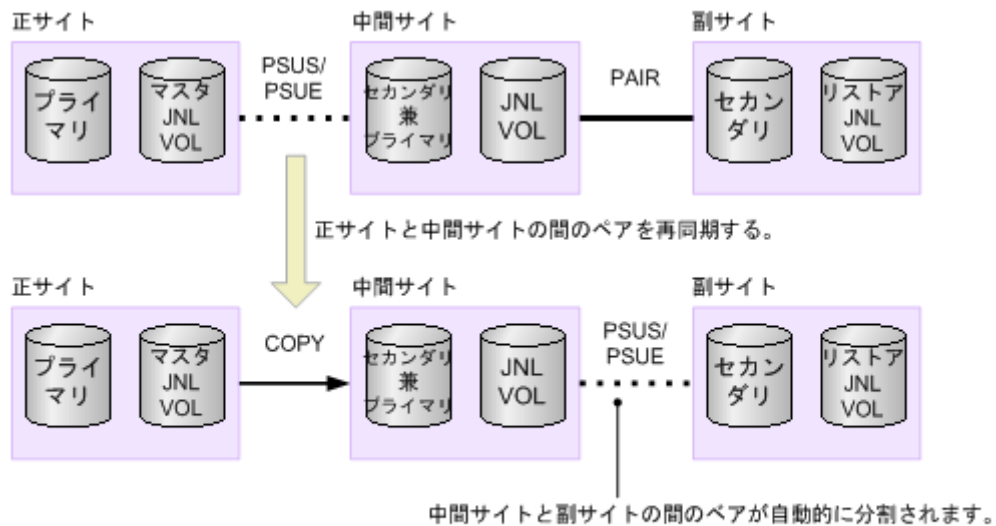 正サイト
中間サイト
副サイト
プライ
マリ
マスタ
JNL
VOL
PSUS/
PSUE
セカンダリ
兼
プライマリ
JNL
VOL
PAIR
セカン
ダリ
リストア
JNL
VOL
正サイトと中間サイトの間のペアを再同期する。
正サイト
中間サイト
副サイト
プライ
マリ
マスタ
JNL
VOL
COPY
セカンダリ
兼
プライマリ
JNL
VOL
PSUS/
PSUE
セカン
ダリ
リストア
JNL
VOL
中間サイトと副サイトの間のペアが自動的に分割されます。